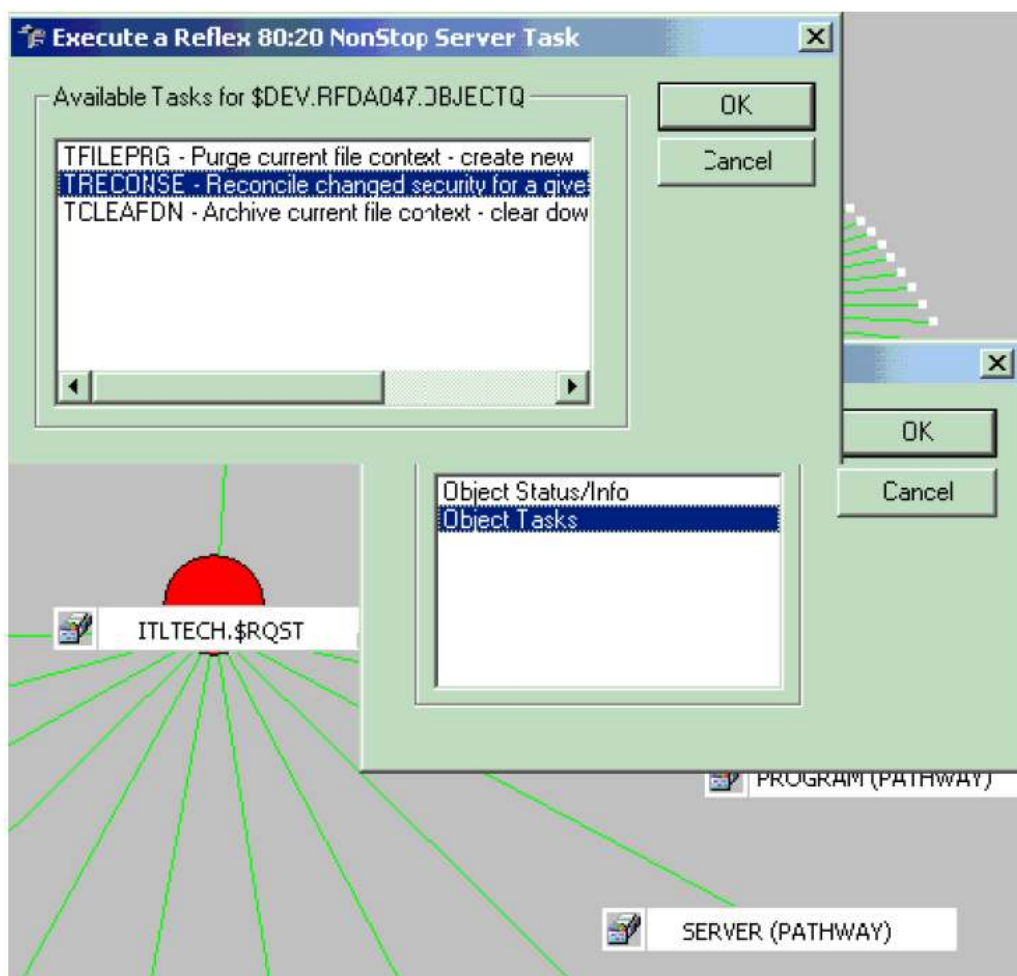 Execute a Reflex 80:20 NonStop Server Task
Available Tasks for $DEV.RFDA047.OBJECTQ
OK
Cancel
TFILEPRG - Purge current file context - create new
TRECONSE - Reconcile changed security for a give
TCLEAFDN - Archive current file context - clear dow
OK
Cancel
Object Status/Info
Object Tasks
ITLTECH.$RQST
PROGRAM (PATHWAY)
SERVER (PATHWAY)